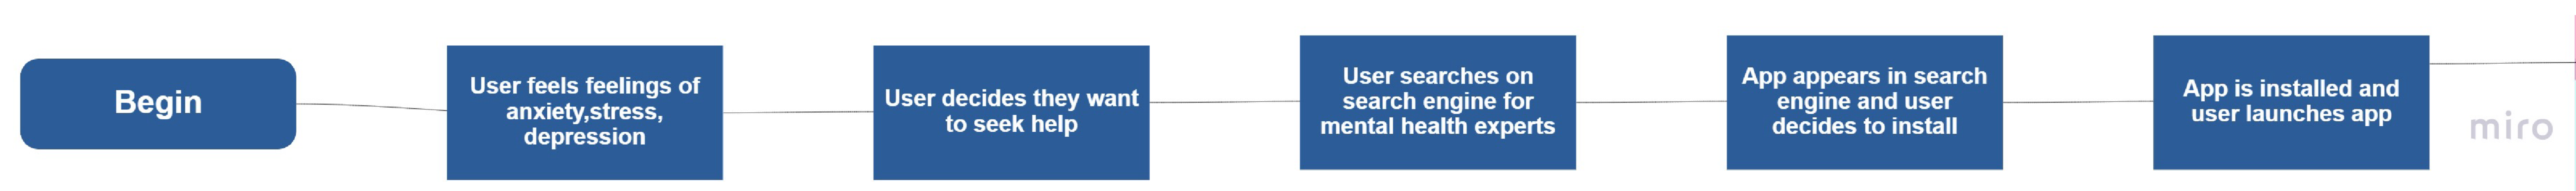 Begin
User feels feelings of
anxiety,stress,
depression
User decides they want
to seek help
User searches on
search engine for
mental health experts
App appears in search
engine and user
decides to install
App is installed and
user launches app
miro